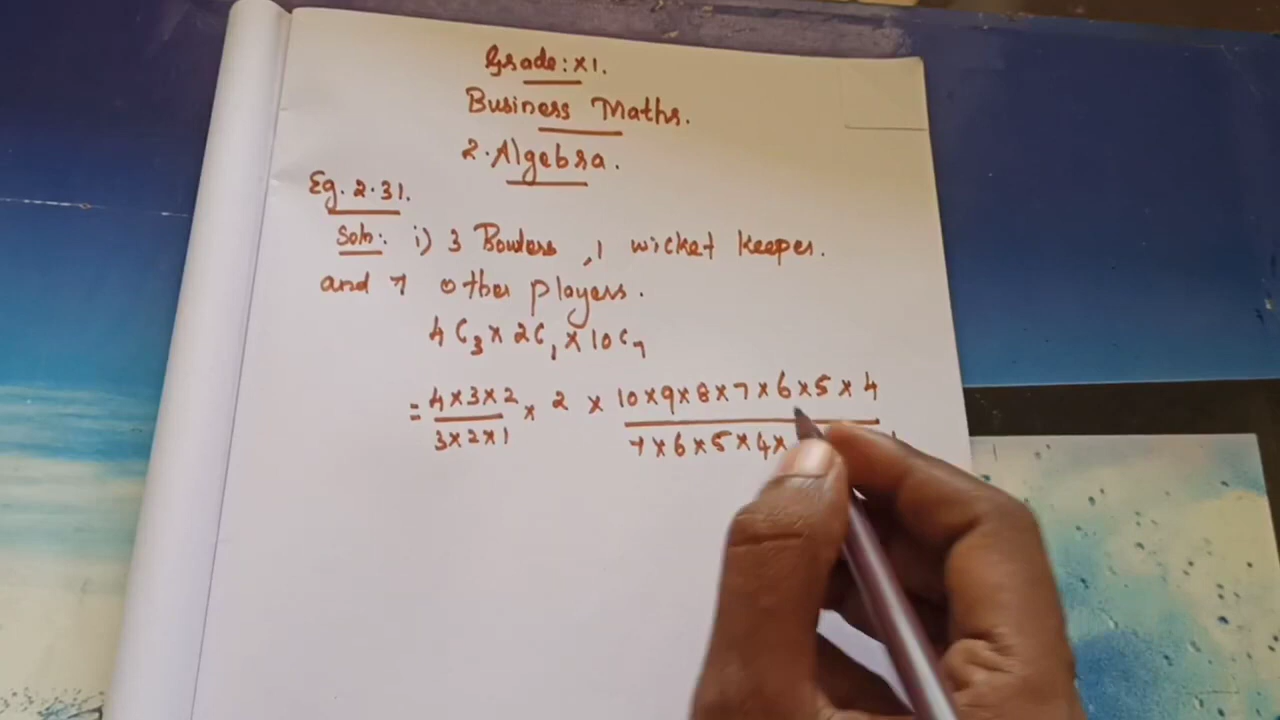 Grade: XI.
Business Maths.
2. Algebra.
Eg. 2.31.
Soln: i) 3 Bowlers, 1 wicket keeper.
and 7 other players.
4C₃ × 2C₁ × 10C₇
= 4×3×2 / 3×2×1 × 2 × 10×9×8×7×6×5×4 / 7×6×5×4×